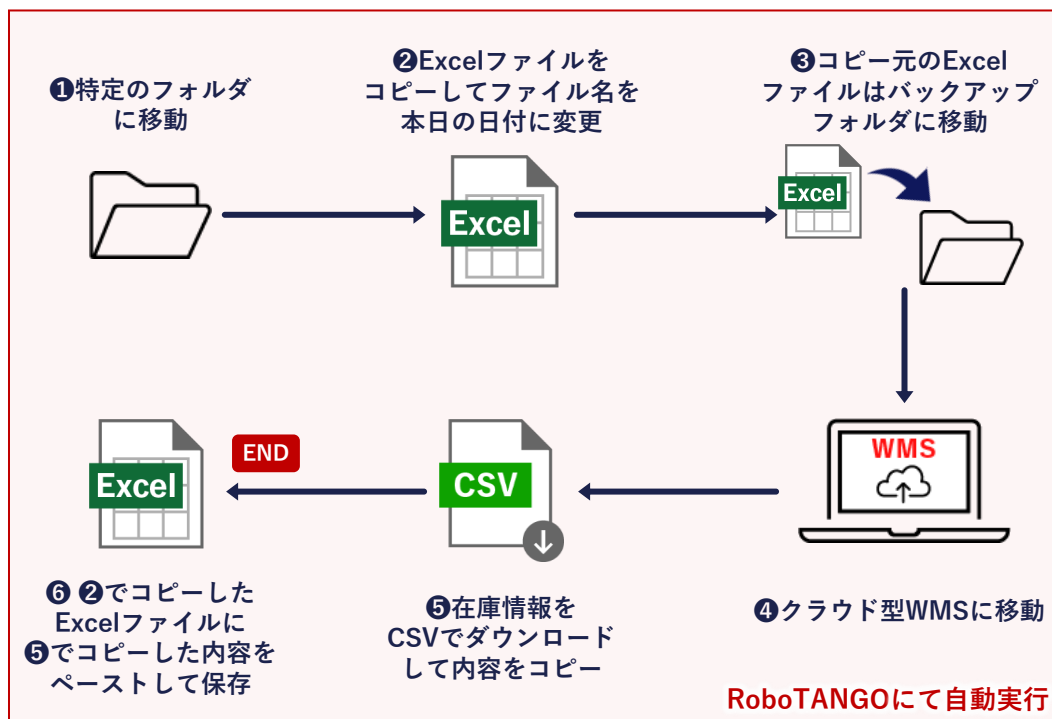 ❶特定のフォルダ
に移動
❷Excelファイルを
コピーしてファイル名を
本日の日付に変更
❸コピー元のExcel
ファイルはバックアップ
フォルダに移動
Excel
Excel
WMS
❹クラウド型WMSに移動
CSV
❺在庫情報を
CSVでダウンロード
して内容をコピー
END
Excel
❻ ❷でコピーした
Excelファイルに
❺でコピーした内容を
ペーストして保存
RoboTANGOにて自動実行